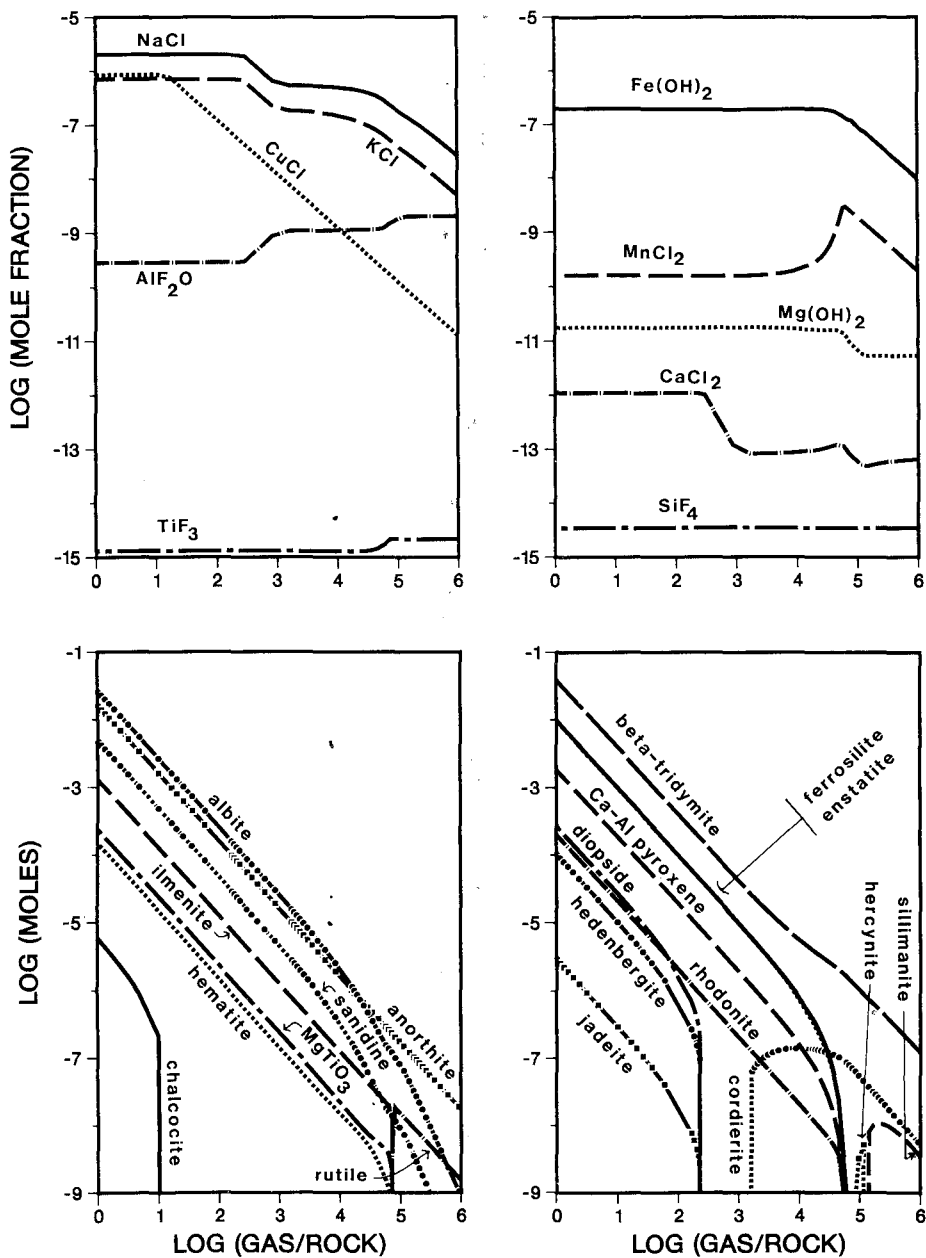 LOG (MOLE FRACTION)
-5
-7
-9
-11
-13
-15
NaCl
CuCl
KCl
AlF2O
TiF3
0 1 2 3 4 5 6
-5
-7
-9
-11
-13
-15
Fe(OH)2
MnCl2
Mg(OH)2
CaCl2
SiF4
0 1 2 3 4 5 6
LOG (MOLES)
-1
-3
-5
-7
-9
albite
ilmenite
hematite
MgTiO3
sanidine
anorthite
chalcocite
rutile
0 1 2 3 4 5 6
LOG (GAS/ROCK)
-1
-3
-5
-7
-9
beta-tridymite
ferrosilite
enstatite
Ca-Al pyroxene
diopside
hedenbergite
jadeite
rhodonite
cordierite
hercynite
sillimanite
0 1 2 3 4 5 6
LOG (GAS/ROCK)